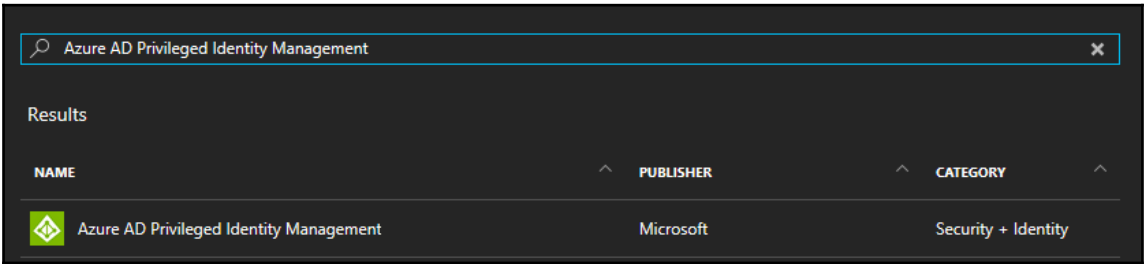 Azure AD Privileged Identity Management
Results
NAME PUBLISHER CATEGORY
Azure AD Privileged Identity Management Microsoft Security + Identity